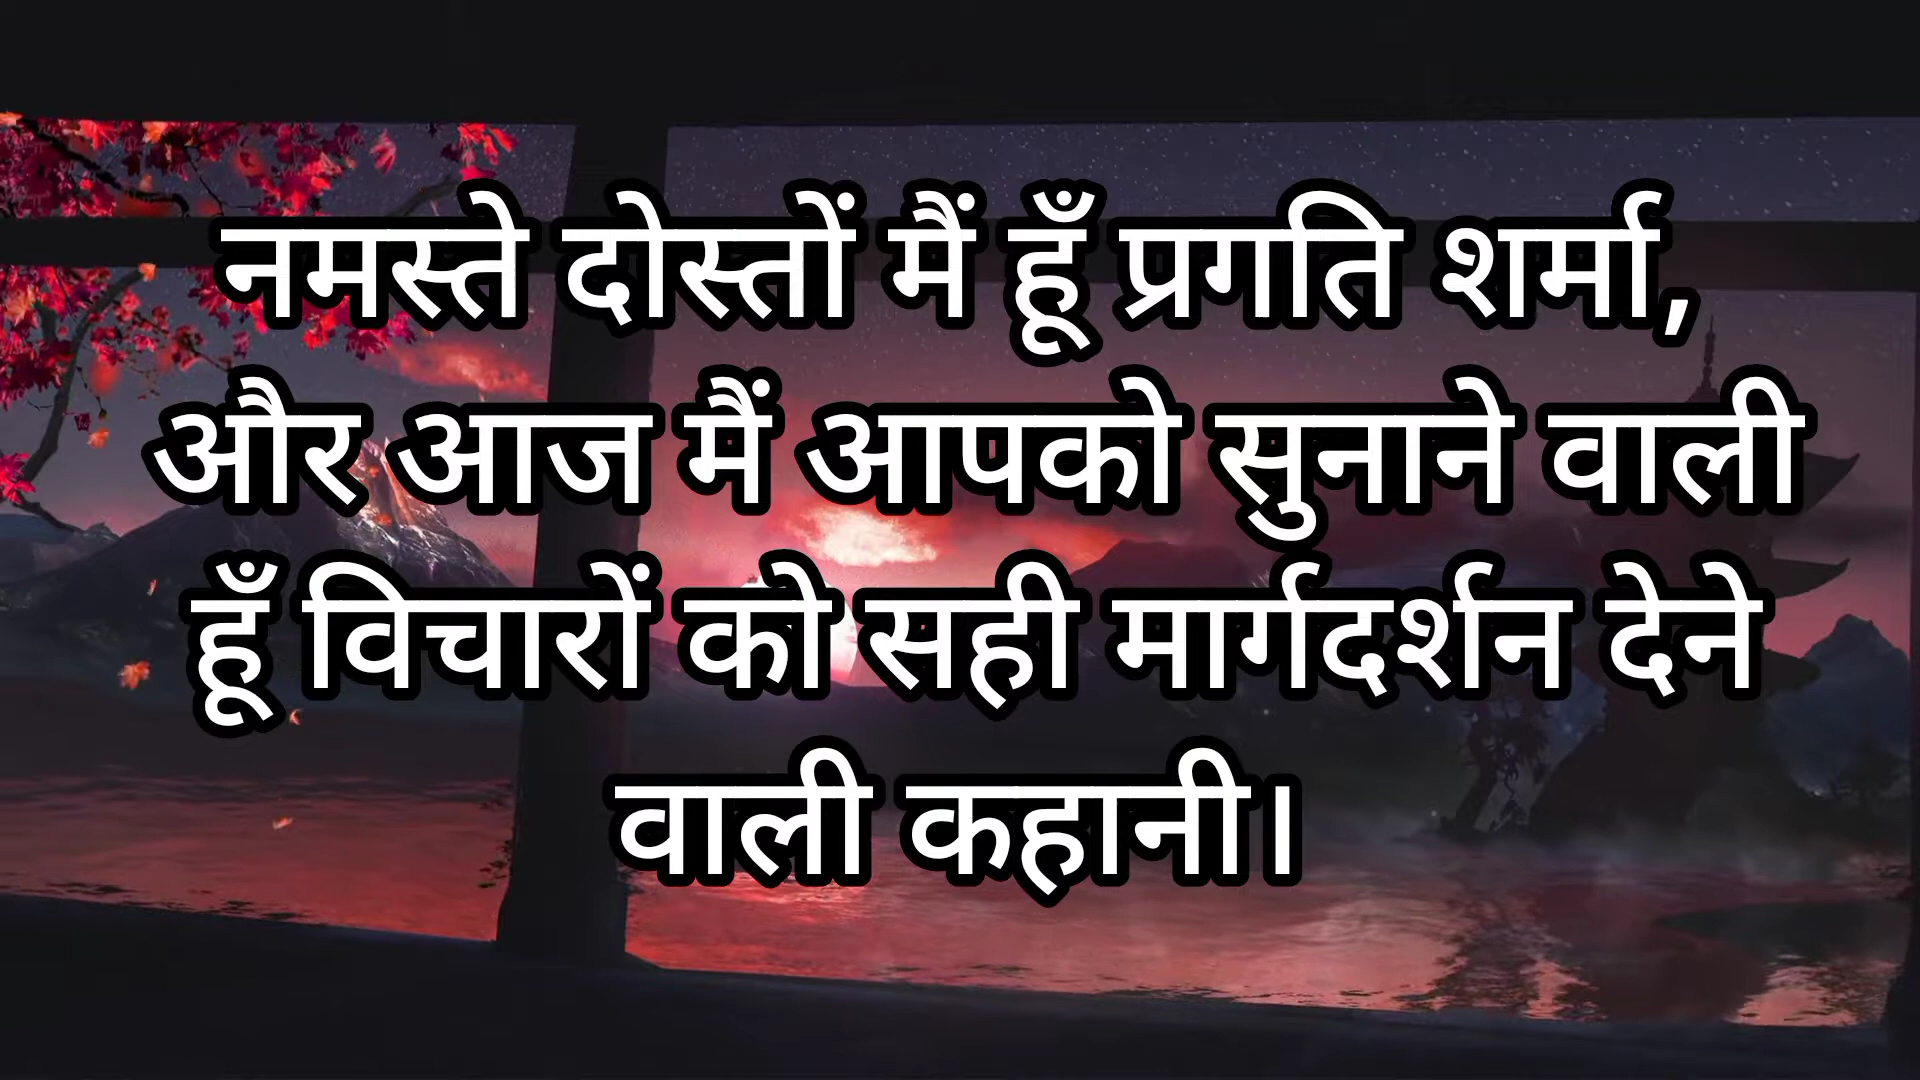 नमस्ते दोस्तों मैं हूँ प्रगति शर्मा,
और आज मैं आपको सुनाने वाली
हूँ विचारों को सही मार्गदर्शन देने
वाली कहानी।